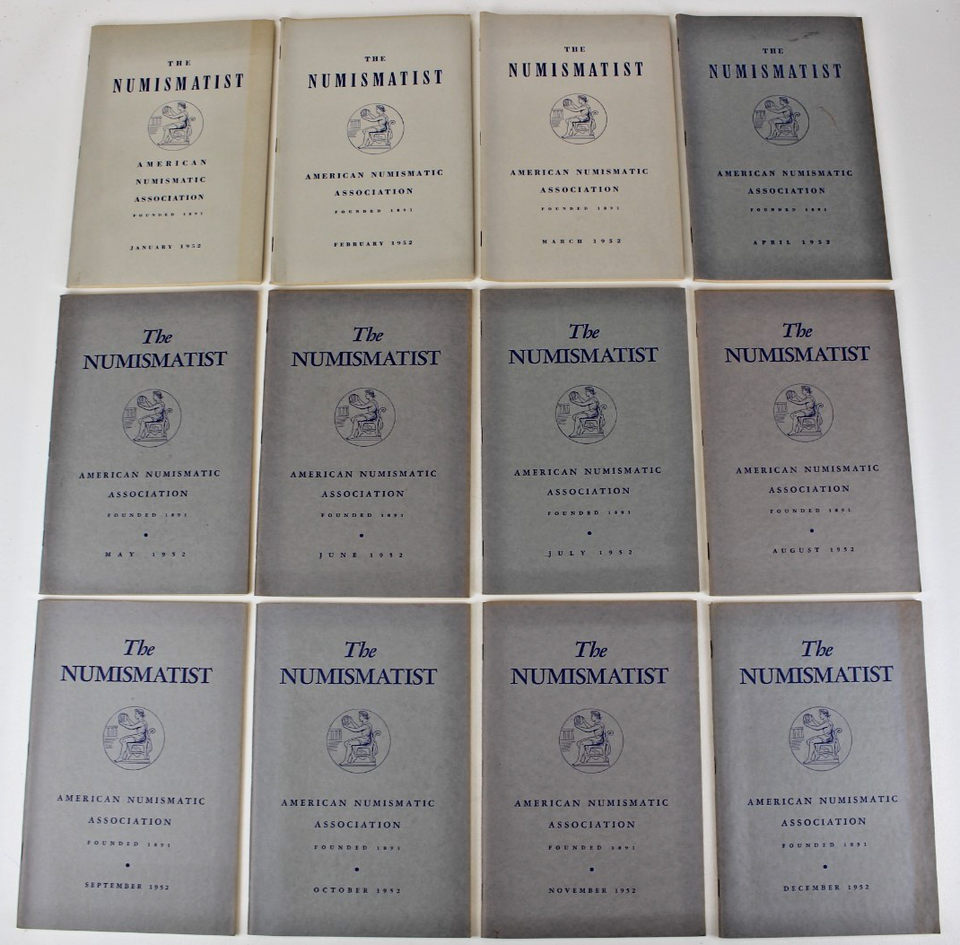 THE
NUMISMATIST
AMERICAN
NUMISMATIC
ASSOCIATION
FOUNDED 1891
JANUARY 1952
THE
NUMISMATIST
AMERICAN NUMISMATIC
ASSOCIATION
FOUNDED 1891
FEBRUARY 1952
THE
NUMISMATIST
AMERICAN NUMISMATIC
ASSOCIATION
FOUNDED 1891
MARCH 1952
THE
NUMISMATIST
AMERICAN NUMISMATIC
ASSOCIATION
FOUNDED 1891
APRIL 1952
The
NUMISMATIST
AMERICAN NUMISMATIC
ASSOCIATION
FOUNDED 1891
MAY 1952
The
NUMISMATIST
AMERICAN NUMISMATIC
ASSOCIATION
FOUNDED 1891
JUNE 1952
The
NUMISMATIST
AMERICAN NUMISMATIC
ASSOCIATION
FOUNDED 1891
JULY 1952
The
NUMISMATIST
AMERICAN NUMISMATIC
ASSOCIATION
FOUNDED 1891
AUGUST 1952
The
NUMISMATIST
AMERICAN NUMISMATIC
ASSOCIATION
FOUNDED 1891
SEPTEMBER 1952
The
NUMISMATIST
AMERICAN NUMISMATIC
ASSOCIATION
FOUNDED 1891
OCTOBER 1952
The
NUMISMATIST
AMERICAN NUMISMATIC
ASSOCIATION
FOUNDED 1891
NOVEMBER 1952
The
NUMISMATIST
AMERICAN NUMISMATIC
ASSOCIATION
FOUNDED 1891
DECEMBER 1952